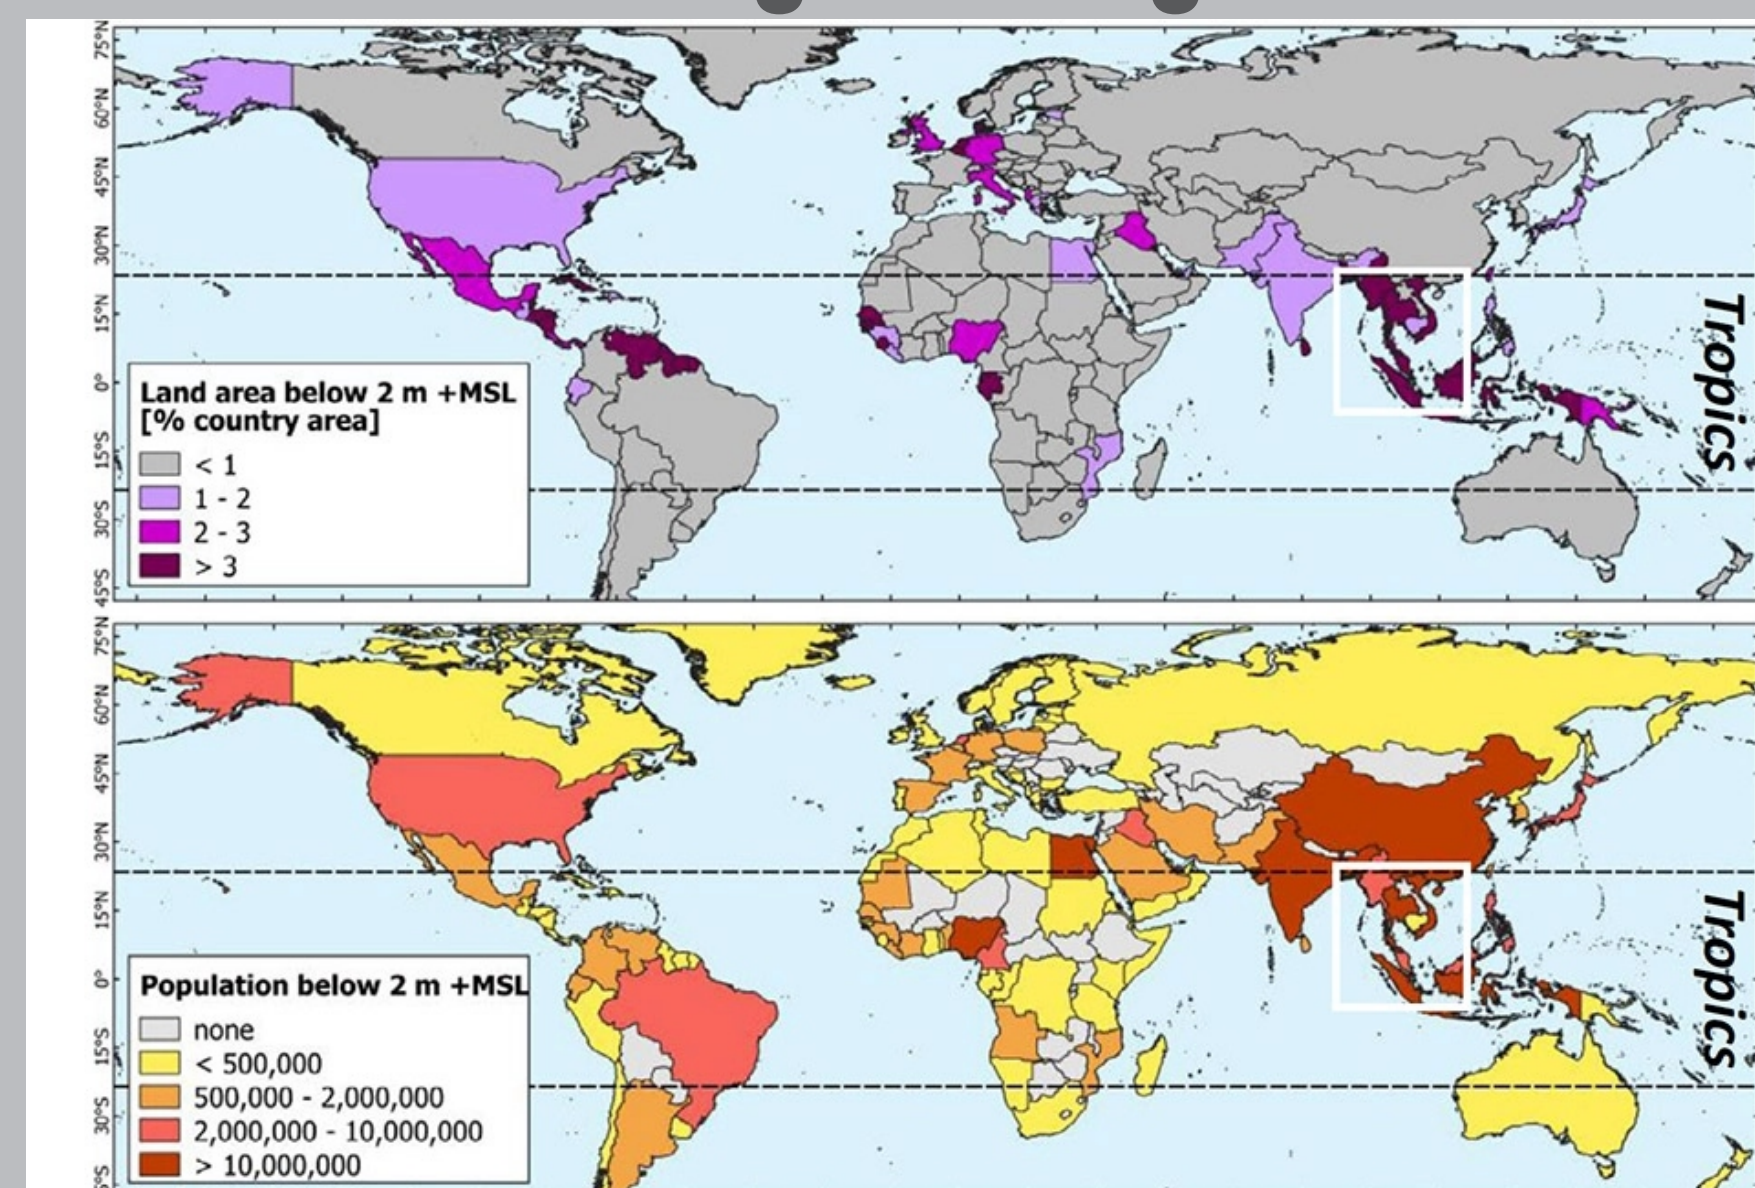 75°N
60°N
45°N
30°N
15°N
0°
15°S
30°S
45°S
Land area below 2 m +MSL
[% country area]
< 1
1 - 2
2 - 3
> 3
Tropics
75°N
60°N
45°N
30°N
15°N
0°
15°S
30°S
Population below 2 m +MSL
none
< 500,000
500,000 - 2,000,000
2,000,000 - 10,000,000
> 10,000,000
Tropics